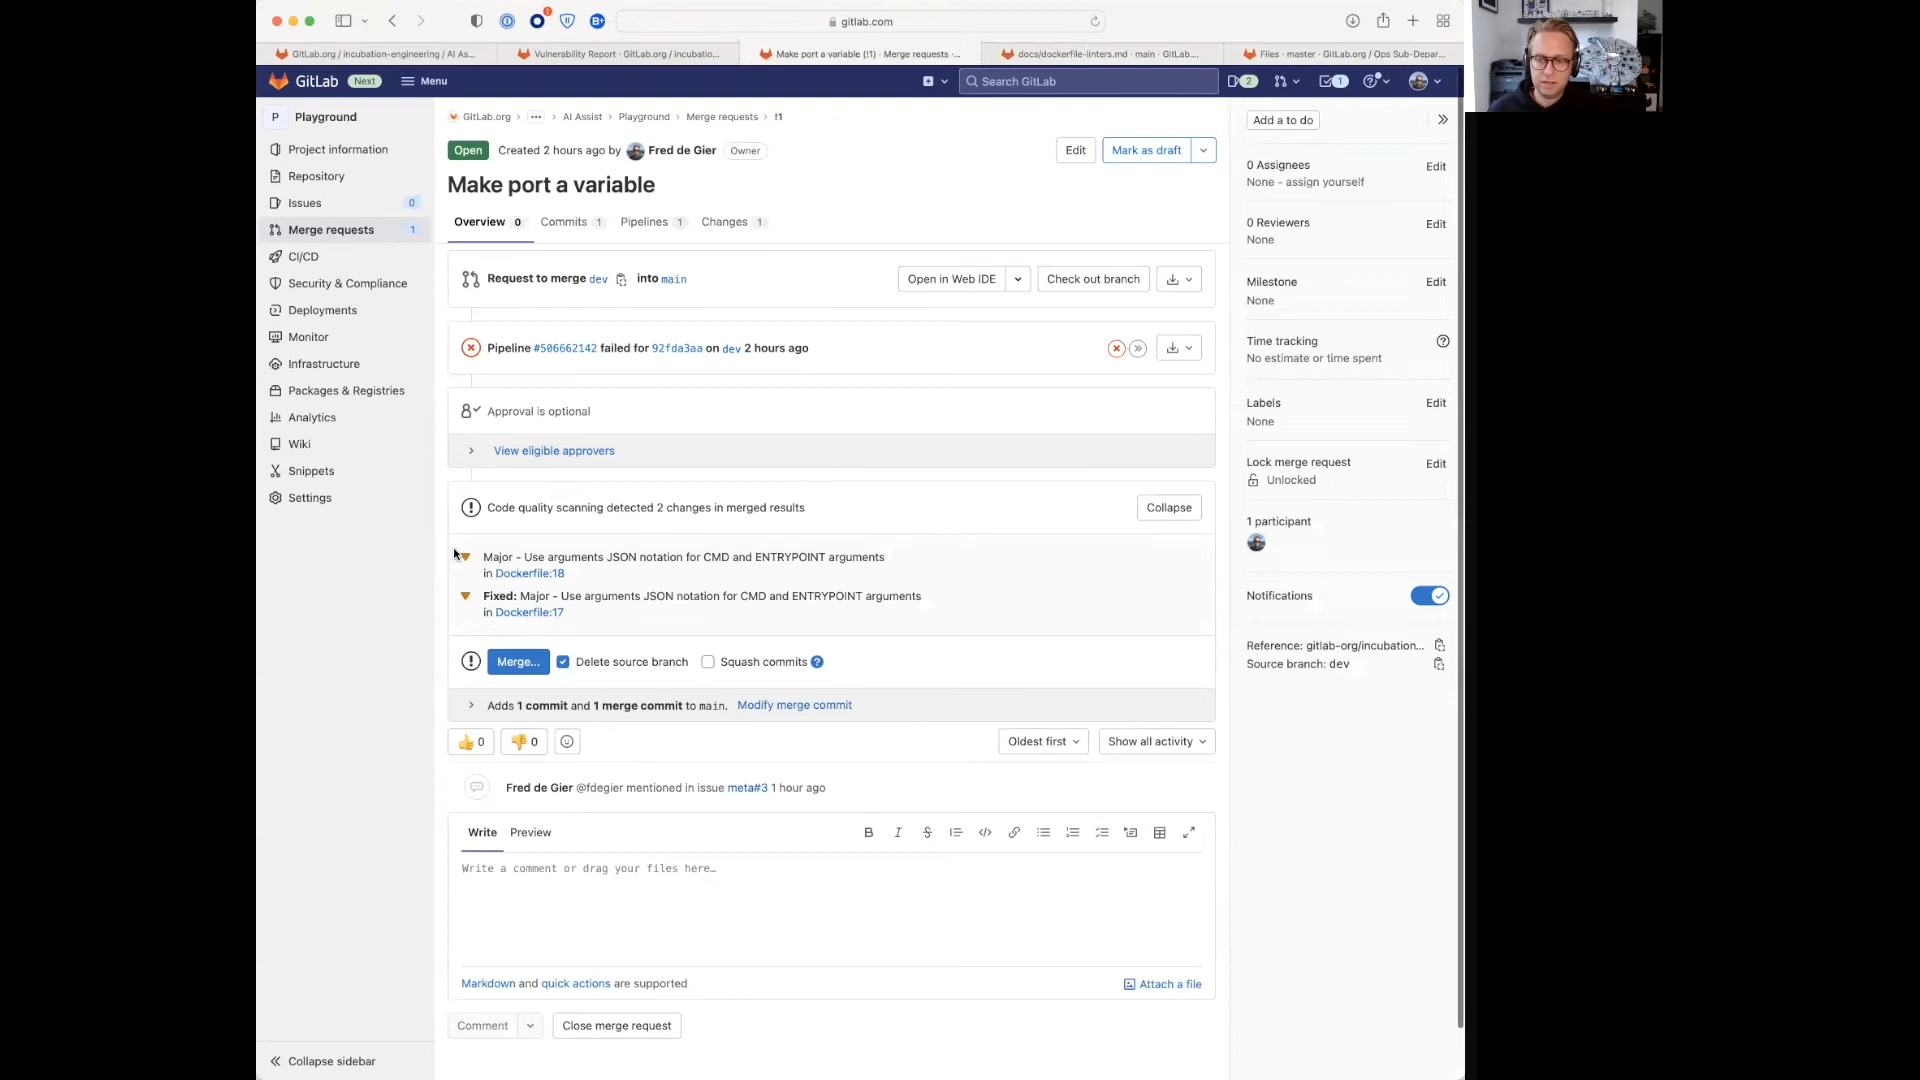 gitlab.com
GitLab.org / incubation-engineering / AI As...
Vulnerability Report · GitLab.org / incubatio...
Make port a variable (!1) · Merge requests ·...
docs/dockerfile-linters.md · main · GitLab....
Files · master · GitLab.org / Ops Sub-Depar...
GitLab Next Menu
Search GitLab
2
1
P Playground
Project information
Repository
Issues 0
Merge requests 1
CI/CD
Security & Compliance
Deployments
Monitor
Infrastructure
Packages & Registries
Analytics
Wiki
Snippets
Settings
Collapse sidebar
GitLab.org › ... › AI Assist › Playground › Merge requests › !1
Open Created 2 hours ago by Fred de Gier Owner
Edit Mark as draft
Make port a variable
Overview 0 Commits 1 Pipelines 1 Changes 1
Request to merge dev into main
Open in Web IDE Check out branch
Pipeline #506662142 failed for 92fda3aa on dev 2 hours ago
Approval is optional
View eligible approvers
Code quality scanning detected 2 changes in merged results Collapse
Major - Use arguments JSON notation for CMD and ENTRYPOINT arguments
in Dockerfile:18
Fixed: Major - Use arguments JSON notation for CMD and ENTRYPOINT arguments
in Dockerfile:17
Merge... Delete source branch Squash commits ?
Adds 1 commit and 1 merge commit to main. Modify merge commit
👍 0 👎 0
Oldest first Show all activity
Fred de Gier @fdegier mentioned in issue meta#3 1 hour ago
Write Preview
Write a comment or drag your files here…
Markdown and quick actions are supported
Attach a file
Comment Close merge request
Add a to do
0 Assignees Edit
None - assign yourself
0 Reviewers Edit
None
Milestone Edit
None
Time tracking
No estimate or time spent
Labels Edit
None
Lock merge request Edit
Unlocked
1 participant
Notifications
Reference: gitlab-org/incubation...
Source branch: dev